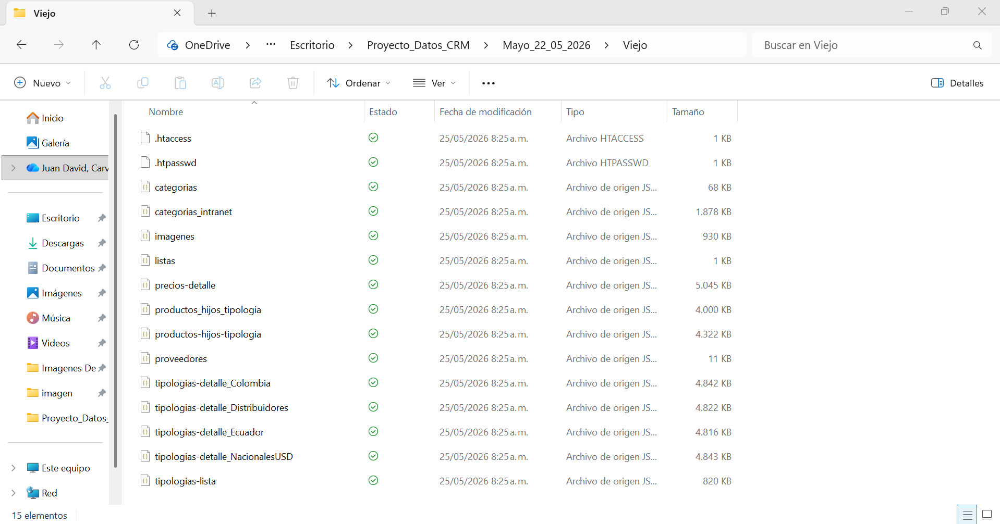 Viejo
OneDrive > ... Escritorio > Proyecto_Datos_CRM > Mayo_22_05_2026 > Viejo
Buscar en Viejo
Nuevo
Ordenar
Ver
Detalles
Inicio
Galería
Juan David, Carv
Escritorio
Descargas
Documentos
Imágenes
Música
Videos
Imagenes De
imagen
Proyecto_Datos_
Este equipo
Red
Nombre Estado Fecha de modificación Tipo Tamaño
.htaccess 25/05/2026 8:25 a. m. Archivo HTACCESS 1 KB
.htpasswd 25/05/2026 8:25 a. m. Archivo HTPASSWD 1 KB
categorias 25/05/2026 8:25 a. m. Archivo de origen JS... 68 KB
categorias_intranet 25/05/2026 8:25 a. m. Archivo de origen JS... 1.878 KB
imagenes 25/05/2026 8:25 a. m. Archivo de origen JS... 930 KB
listas 25/05/2026 8:25 a. m. Archivo de origen JS... 1 KB
precios-detalle 25/05/2026 8:25 a. m. Archivo de origen JS... 5.045 KB
productos_hijos_tipologia 25/05/2026 8:25 a. m. Archivo de origen JS... 4.000 KB
productos-hijos-tipologia 25/05/2026 8:25 a. m. Archivo de origen JS... 4.322 KB
proveedores 25/05/2026 8:25 a. m. Archivo de origen JS... 11 KB
tipologias-detalle_Colombia 25/05/2026 8:25 a. m. Archivo de origen JS... 4.842 KB
tipologias-detalle_Distribuidores 25/05/2026 8:25 a. m. Archivo de origen JS... 4.822 KB
tipologias-detalle_Ecuador 25/05/2026 8:25 a. m. Archivo de origen JS... 4.816 KB
tipologias-detalle_NacionalesUSD 25/05/2026 8:25 a. m. Archivo de origen JS... 4.843 KB
tipologias-lista 25/05/2026 8:25 a. m. Archivo de origen JS... 820 KB
15 elementos